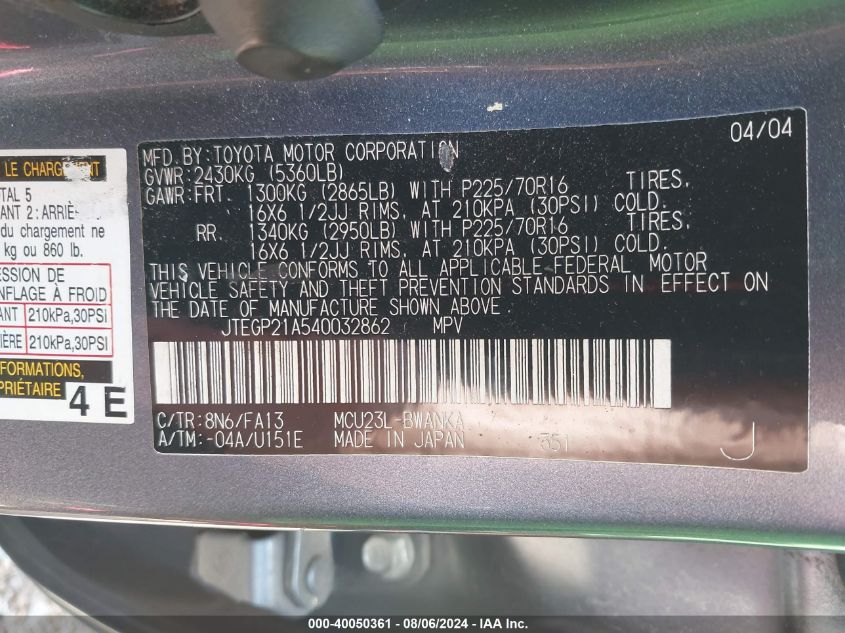 LE CHARGEMENT
TAL 5
ANT 2: ARRIÈ-
du chargement ne
kg ou 860 lb.
ESSION DE
NFLAGE À FROID
ANT 210kPa,30PSi
IÈRE 210kPa,30PSi
FORMATIONS,
PRIÉTAIRE
4 E
04/04
MFD.BY:TOYOTA MOTOR CORPORATION
GVWR:2430KG (5360LB)
GAWR:FRT. 1300KG (2865LB) WITH P225/70R16 TIRES,
16X6 1/2JJ RIMS, AT 210KPA (30PSI) COLD.
RR. 1340KG (2950LB) WITH P225/70R16 TIRES,
16X6 1/2JJ RIMS, AT 210KPA (30PSI) COLD.
THIS VEHICLE CONFORMS TO ALL APPLICABLE FEDERAL MOTOR
VEHICLE SAFETY AND THEFT PREVENTION STANDARDS IN EFFECT ON
THE DATE OF MANUFACTURE SHOWN ABOVE.
JTEGP21A540032862 MPV
C/TR:8N6/FA13 MCU23L-BWANKA
A/TM:-04A/U151E MADE IN JAPAN 351 J
000-40050361 - 08/06/2024 - IAA Inc.